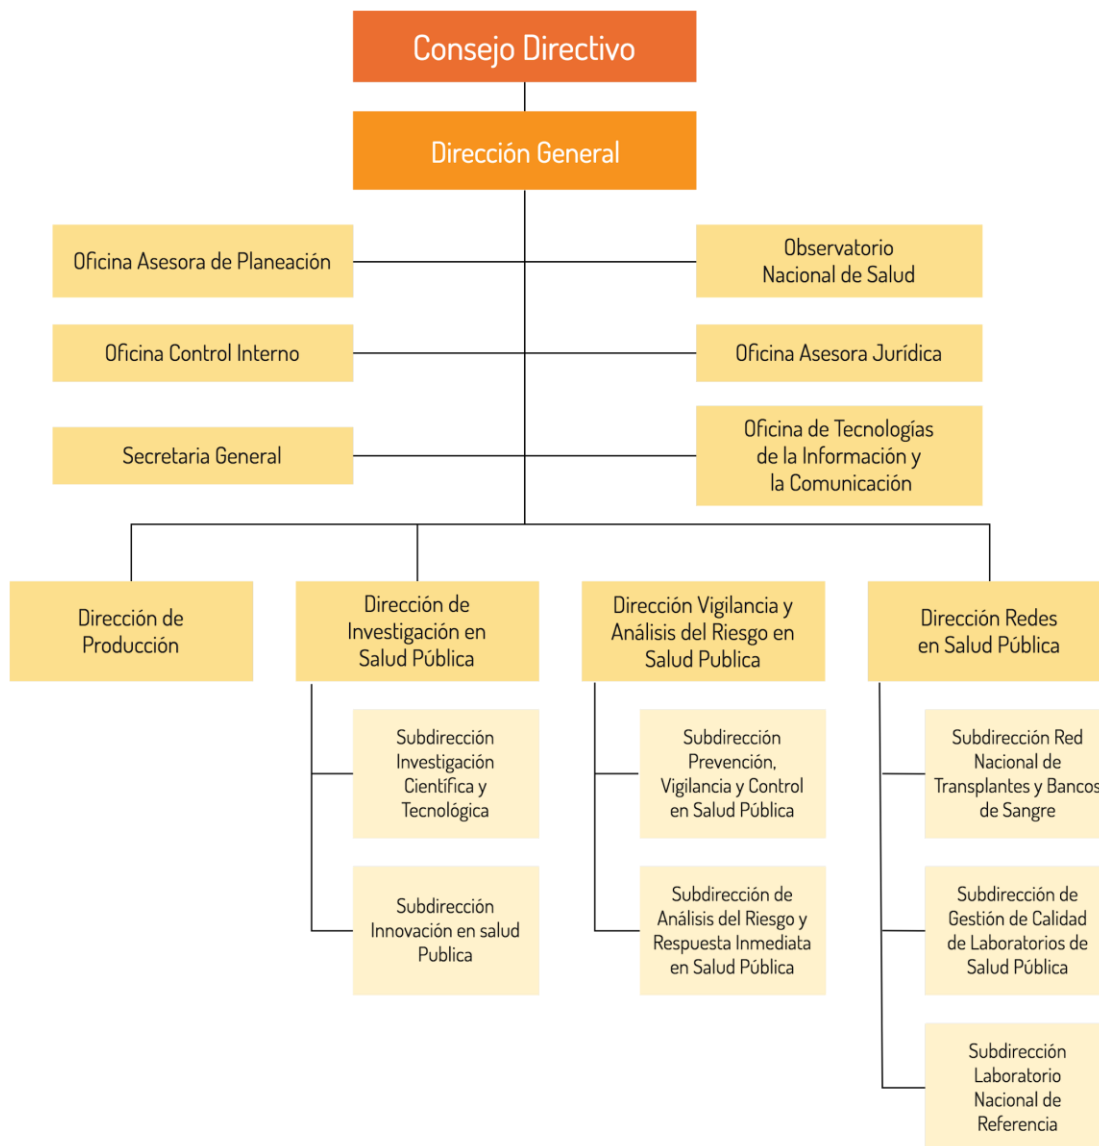 Consejo Directivo
Dirección General
Oficina Asesora de Planeación
Observatorio
Nacional de Salud
Oficina Control Interno
Oficina Asesora Jurídica
Secretaria General
Oficina de Tecnologías
de la Información y
la Comunicación
Dirección de
Producción
Dirección de
Investigación en
Salud Pública
Dirección Vigilancia y
Análisis del Riesgo en
Salud Publica
Dirección Redes
en Salud Pública
Subdirección
Investigación
Científica y
Tecnológica
Subdirección
Prevención,
Vigilancia y Control
en Salud Pública
Subdirección Red
Nacional de
Transplantes y Bancos
de Sangre
Subdirección
Innovación en salud
Publica
Subdirección de
Análisis del Riesgo y
Respuesta Inmediata
en Salud Pública
Subdirección de
Gestión de Calidad
de Laboratorios de
Salud Pública
Subdirección
Laboratorio
Nacional de
Referencia